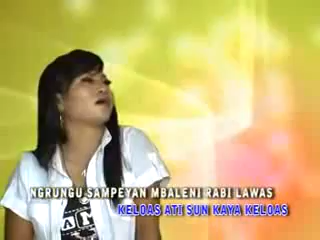 NGRUNGU SAMPEYAN MBALENI RABI LAWAS
KELOAS ATI SUN KAYA KELOAS